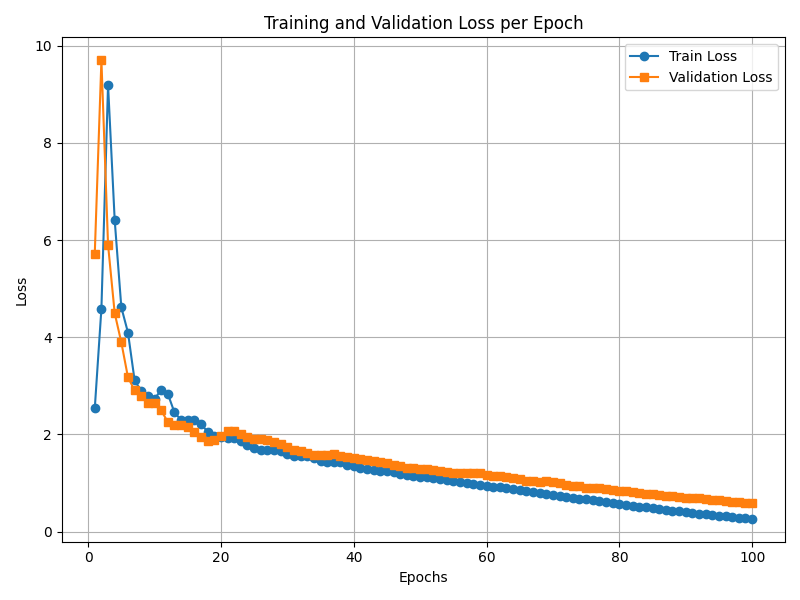 Training and Validation Loss per Epoch
Train Loss
Validation Loss
10
8
6
4
2
0
Loss
0 20 40 60 80 100
Epochs